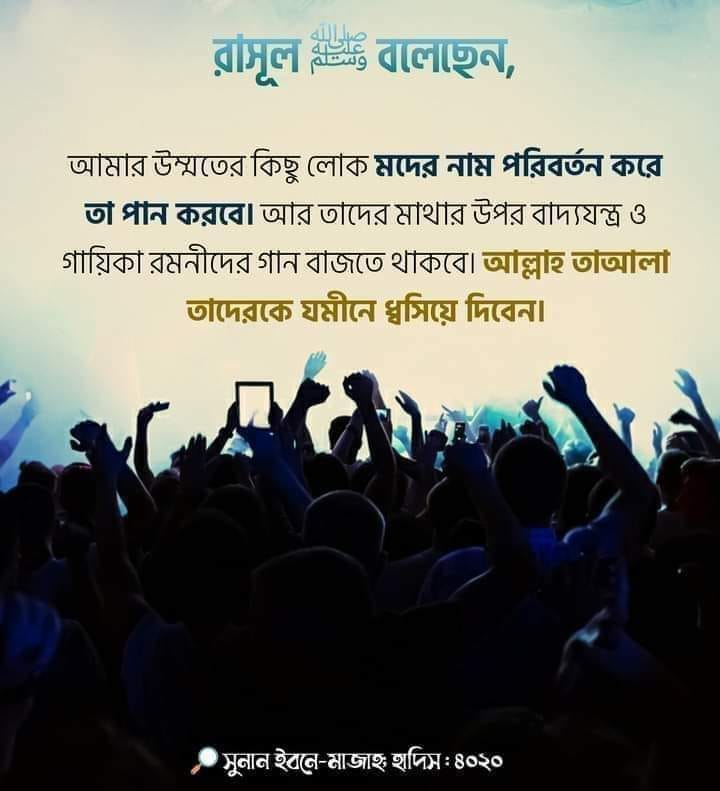 রাসূল ﷺ বলেছেন,
আমার উম্মতের কিছু লোক মদের নাম পরিবর্তন করে
তা পান করবে। আর তাদের মাথার উপর বাদ্যযন্ত্র ও
গায়িকা রমনীদের গান বাজতে থাকবে। আল্লাহ তাআলা
তাদেরকে যমীনে ধ্বসিয়ে দিবেন।
সুনান ইবনে-মাজাহঃ হাদিস : ৪০২০